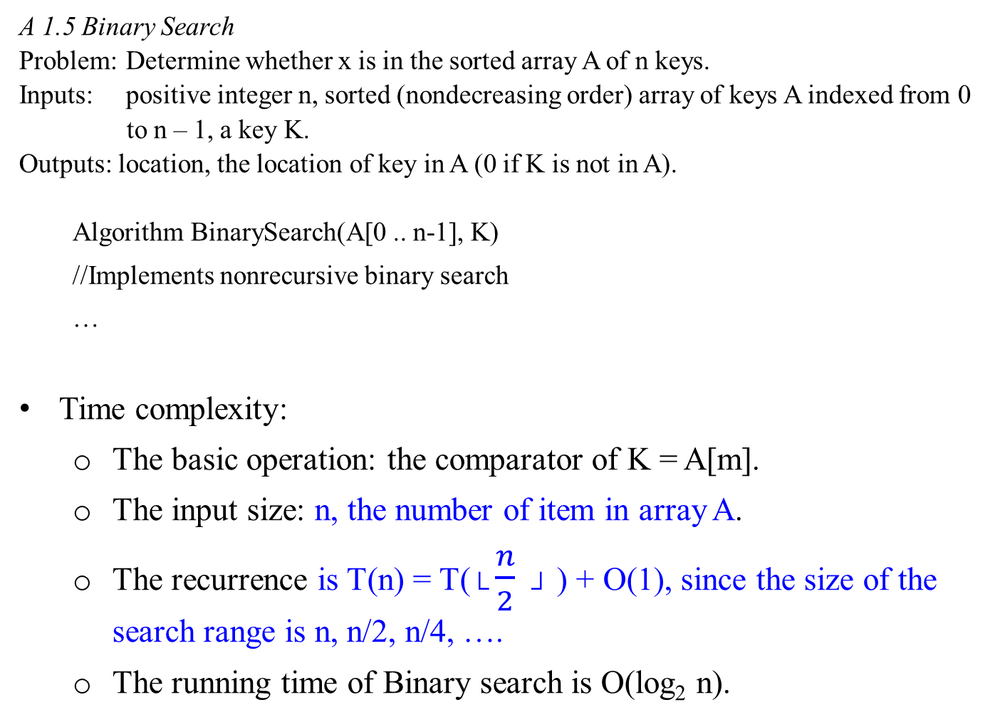 A 1.5 Binary Search
Problem: Determine whether x is in the sorted array A of n keys.
Inputs: positive integer n, sorted (nondecreasing order) array of keys A indexed from 0
to n – 1, a key K.
Outputs: location, the location of key in A (0 if K is not in A).
Algorithm BinarySearch(A[0 .. n-1], K)
//Implements nonrecursive binary search
…
• Time complexity:
o The basic operation: the comparator of K = A[m].
o The input size: n, the number of item in array A.
o The recurrence is T(n) = T(⌊n/2⌋) + O(1), since the size of the
search range is n, n/2, n/4, ….
o The running time of Binary search is O(log₂ n).